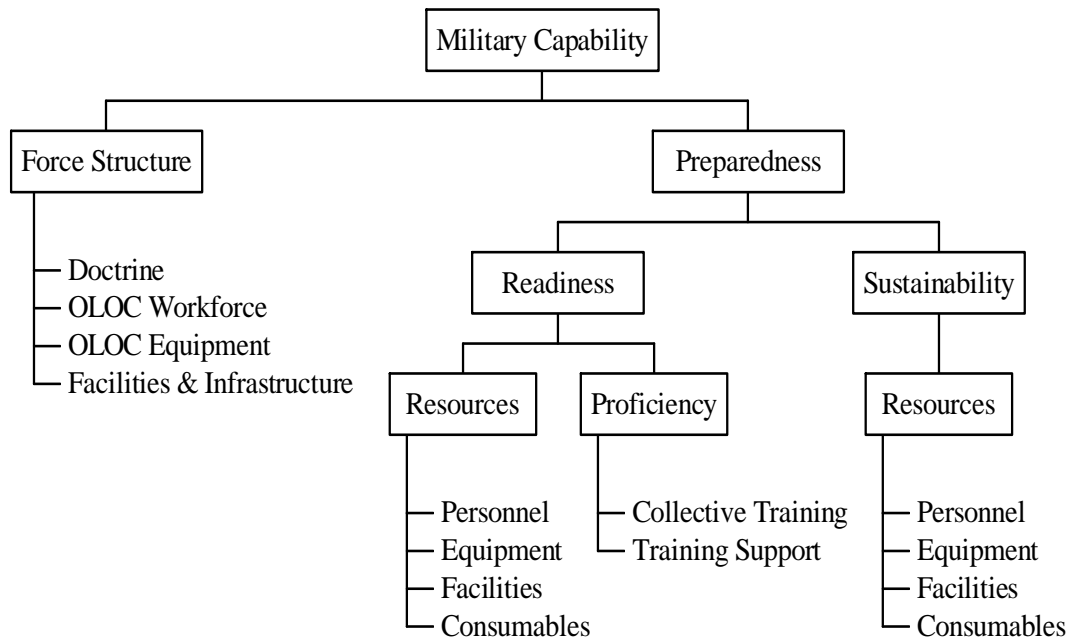 Military Capability
Force Structure
Preparedness
Doctrine
OLOC Workforce
OLOC Equipment
Facilities & Infrastructure
Readiness
Sustainability
Resources
Proficiency
Resources
Personnel
Equipment
Facilities
Consumables
Collective Training
Training Support
Personnel
Equipment
Facilities
Consumables